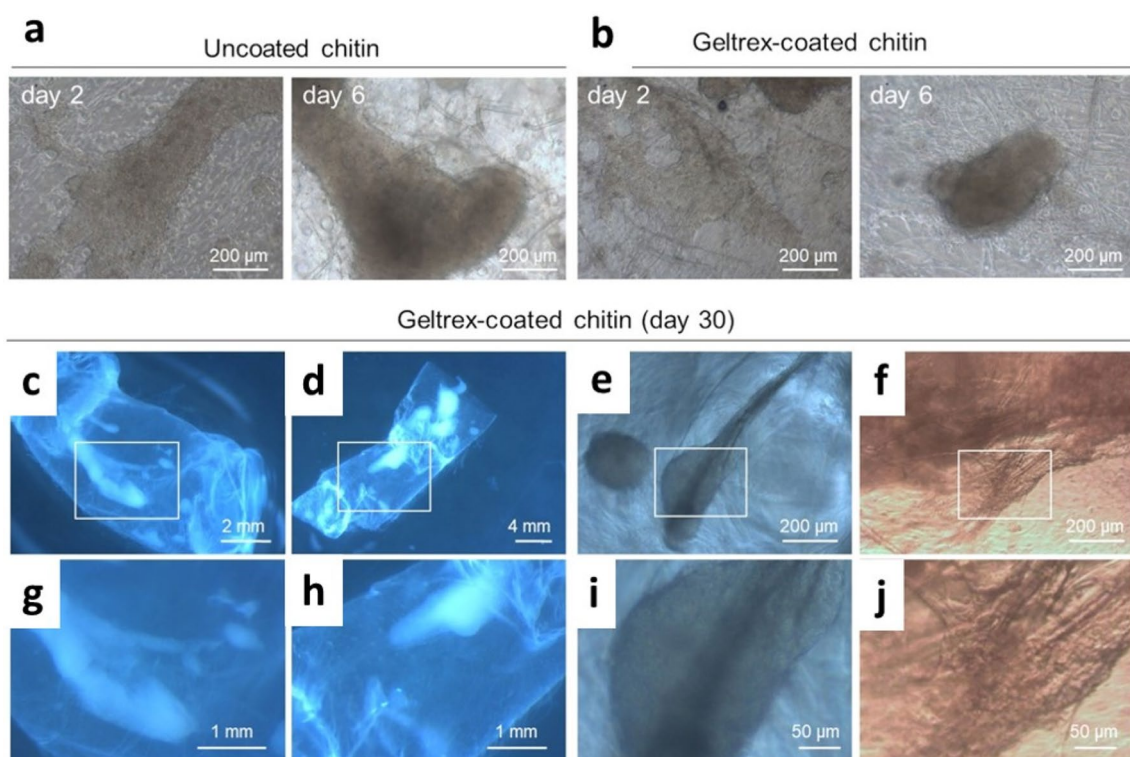 a
Uncoated chitin
b
Geltrex-coated chitin
day 2
day 6
day 2
day 6
200 µm
200 µm
200 µm
200 µm
Geltrex-coated chitin (day 30)
c
d
e
f
2 mm
4 mm
200 µm
200 µm
g
h
i
j
1 mm
1 mm
50 µm
50 µm